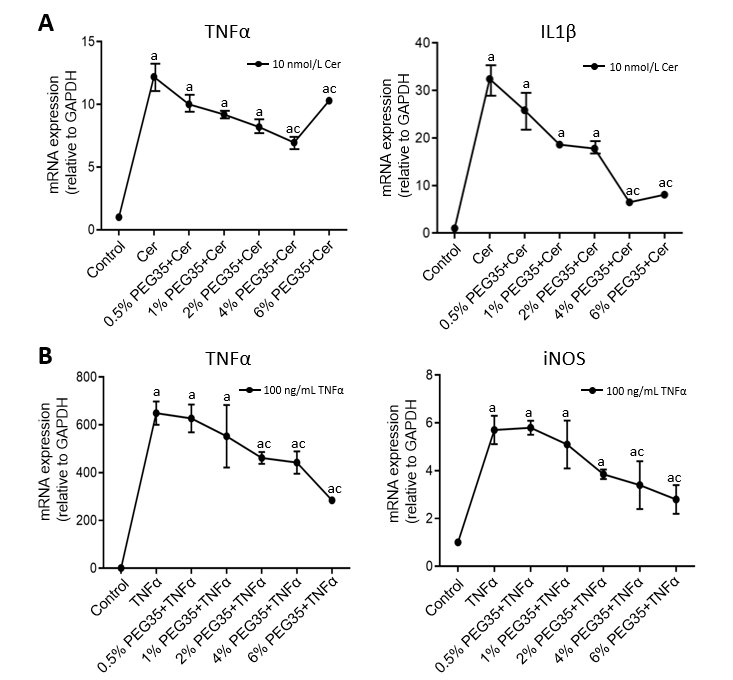 A
TNFα
10 nmol/L Cer
mRNA expression
(relative to GAPDH)
15
10
5
0
a
a
a
a
ac
ac
Control
Cer
0.5% PEG35+Cer
1% PEG35+Cer
2% PEG35+Cer
4% PEG35+Cer
6% PEG35+Cer
IL1β
10 nmol/L Cer
mRNA expression
(relative to GAPDH)
40
30
20
10
0
a
a
a
a
ac
ac
Control
Cer
0.5% PEG35+Cer
1% PEG35+Cer
2% PEG35+Cer
4% PEG35+Cer
6% PEG35+Cer
B
TNFα
100 ng/mL TNFα
mRNA expression
(relative to GAPDH)
800
600
400
200
0
a
a
a
ac
ac
ac
Control
TNFα
0.5% PEG35+TNFα
1% PEG35+TNFα
2% PEG35+TNFα
4% PEG35+TNFα
6% PEG35+TNFα
iNOS
100 ng/mL TNFα
mRNA expression
(relative to GAPDH)
8
6
4
2
0
a
a
a
a
ac
ac
Control
TNFα
0.5% PEG35+TNFα
1% PEG35+TNFα
2% PEG35+TNFα
4% PEG35+TNFα
6% PEG35+TNFα